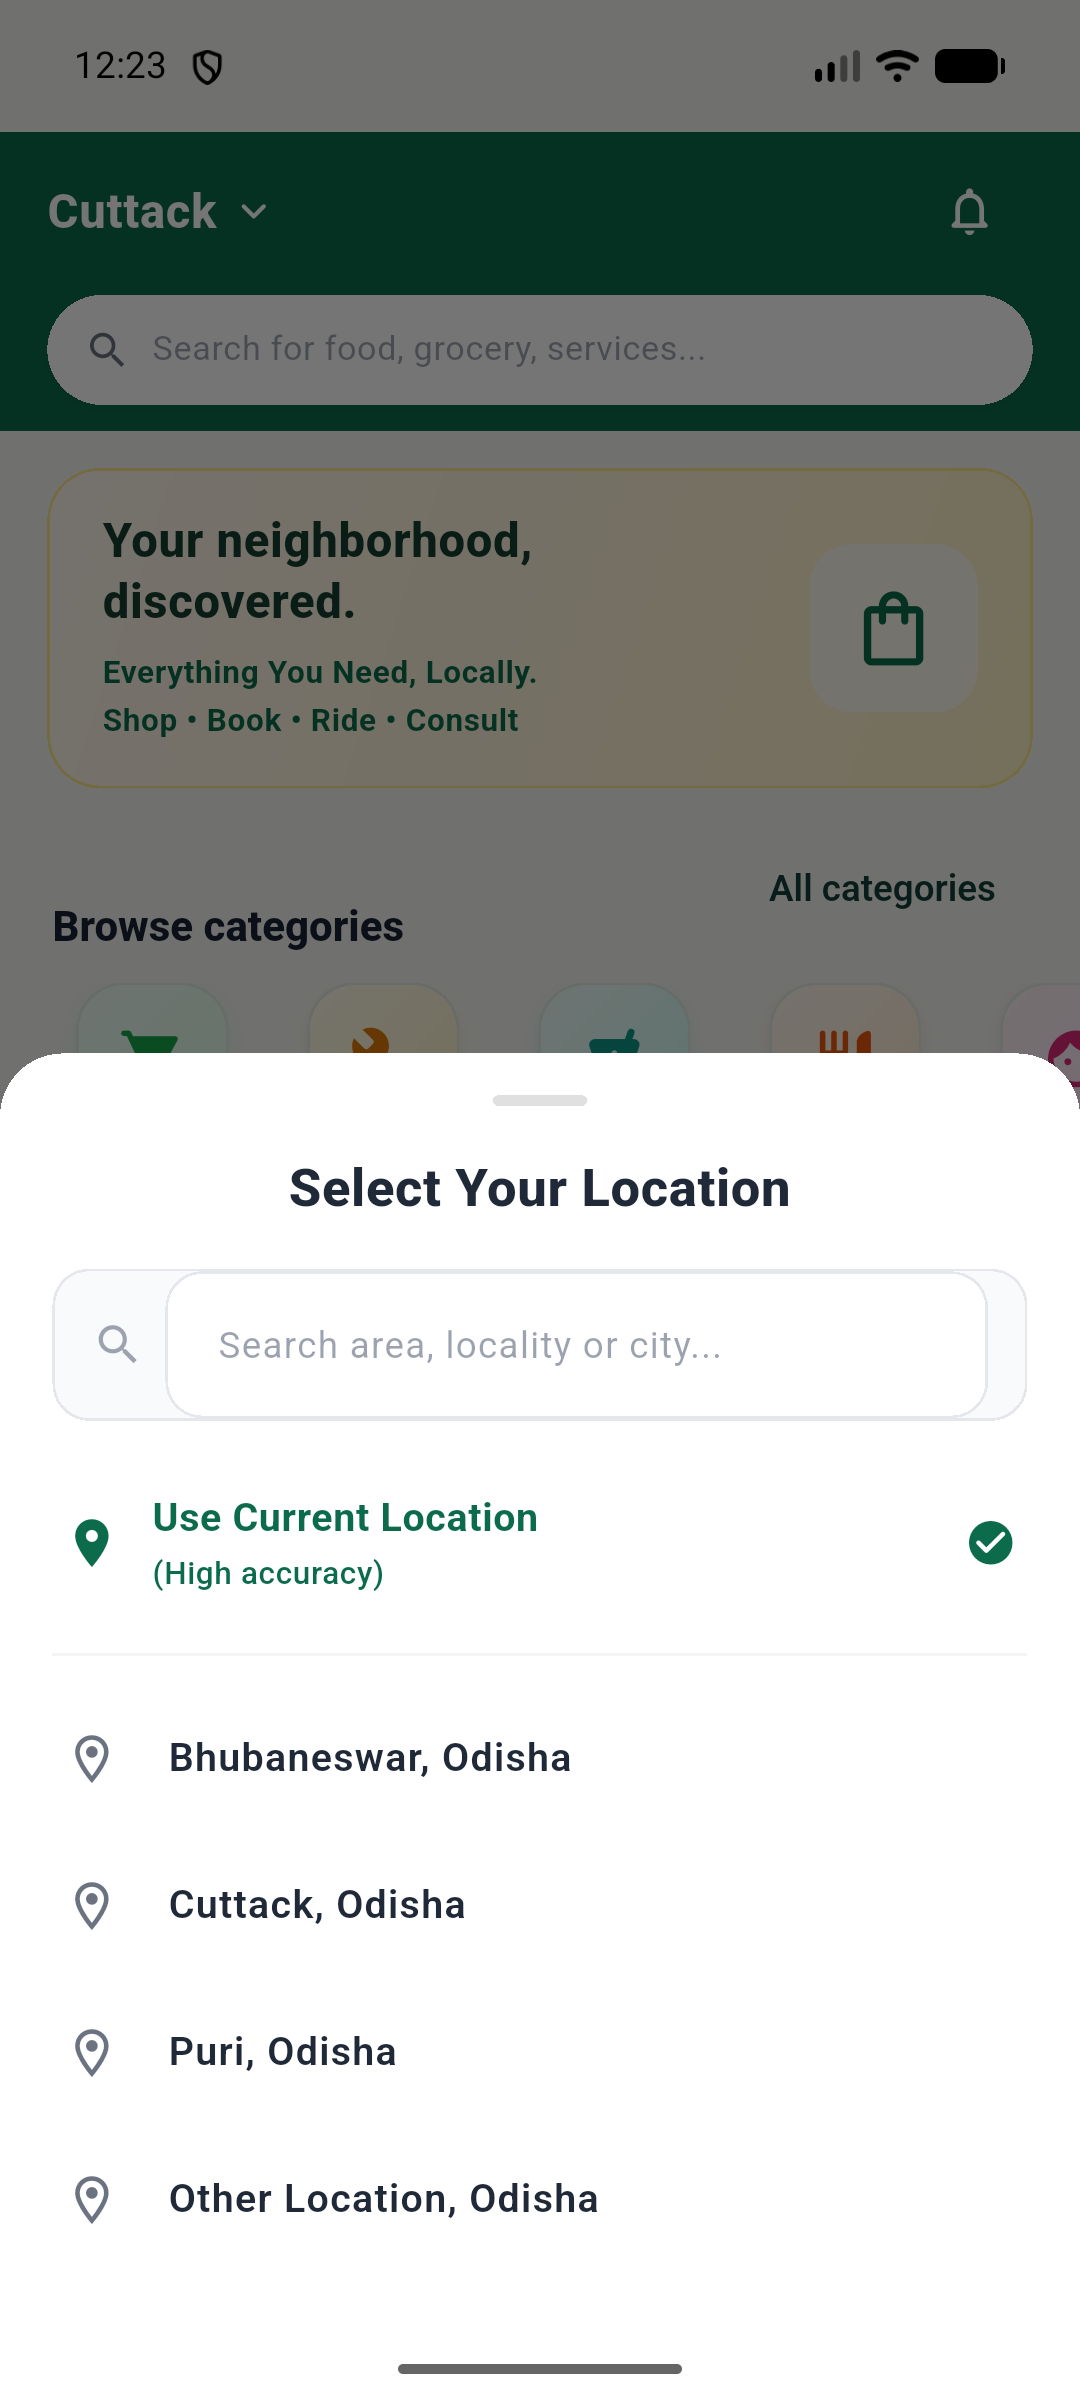 12:23
Cuttack
Search for food, grocery, services...
Your neighborhood,
discovered.
Everything You Need, Locally.
Shop • Book • Ride • Consult
All categories
Browse categories
Select Your Location
Search area, locality or city...
Use Current Location
(High accuracy)
Bhubaneswar, Odisha
Cuttack, Odisha
Puri, Odisha
Other Location, Odisha